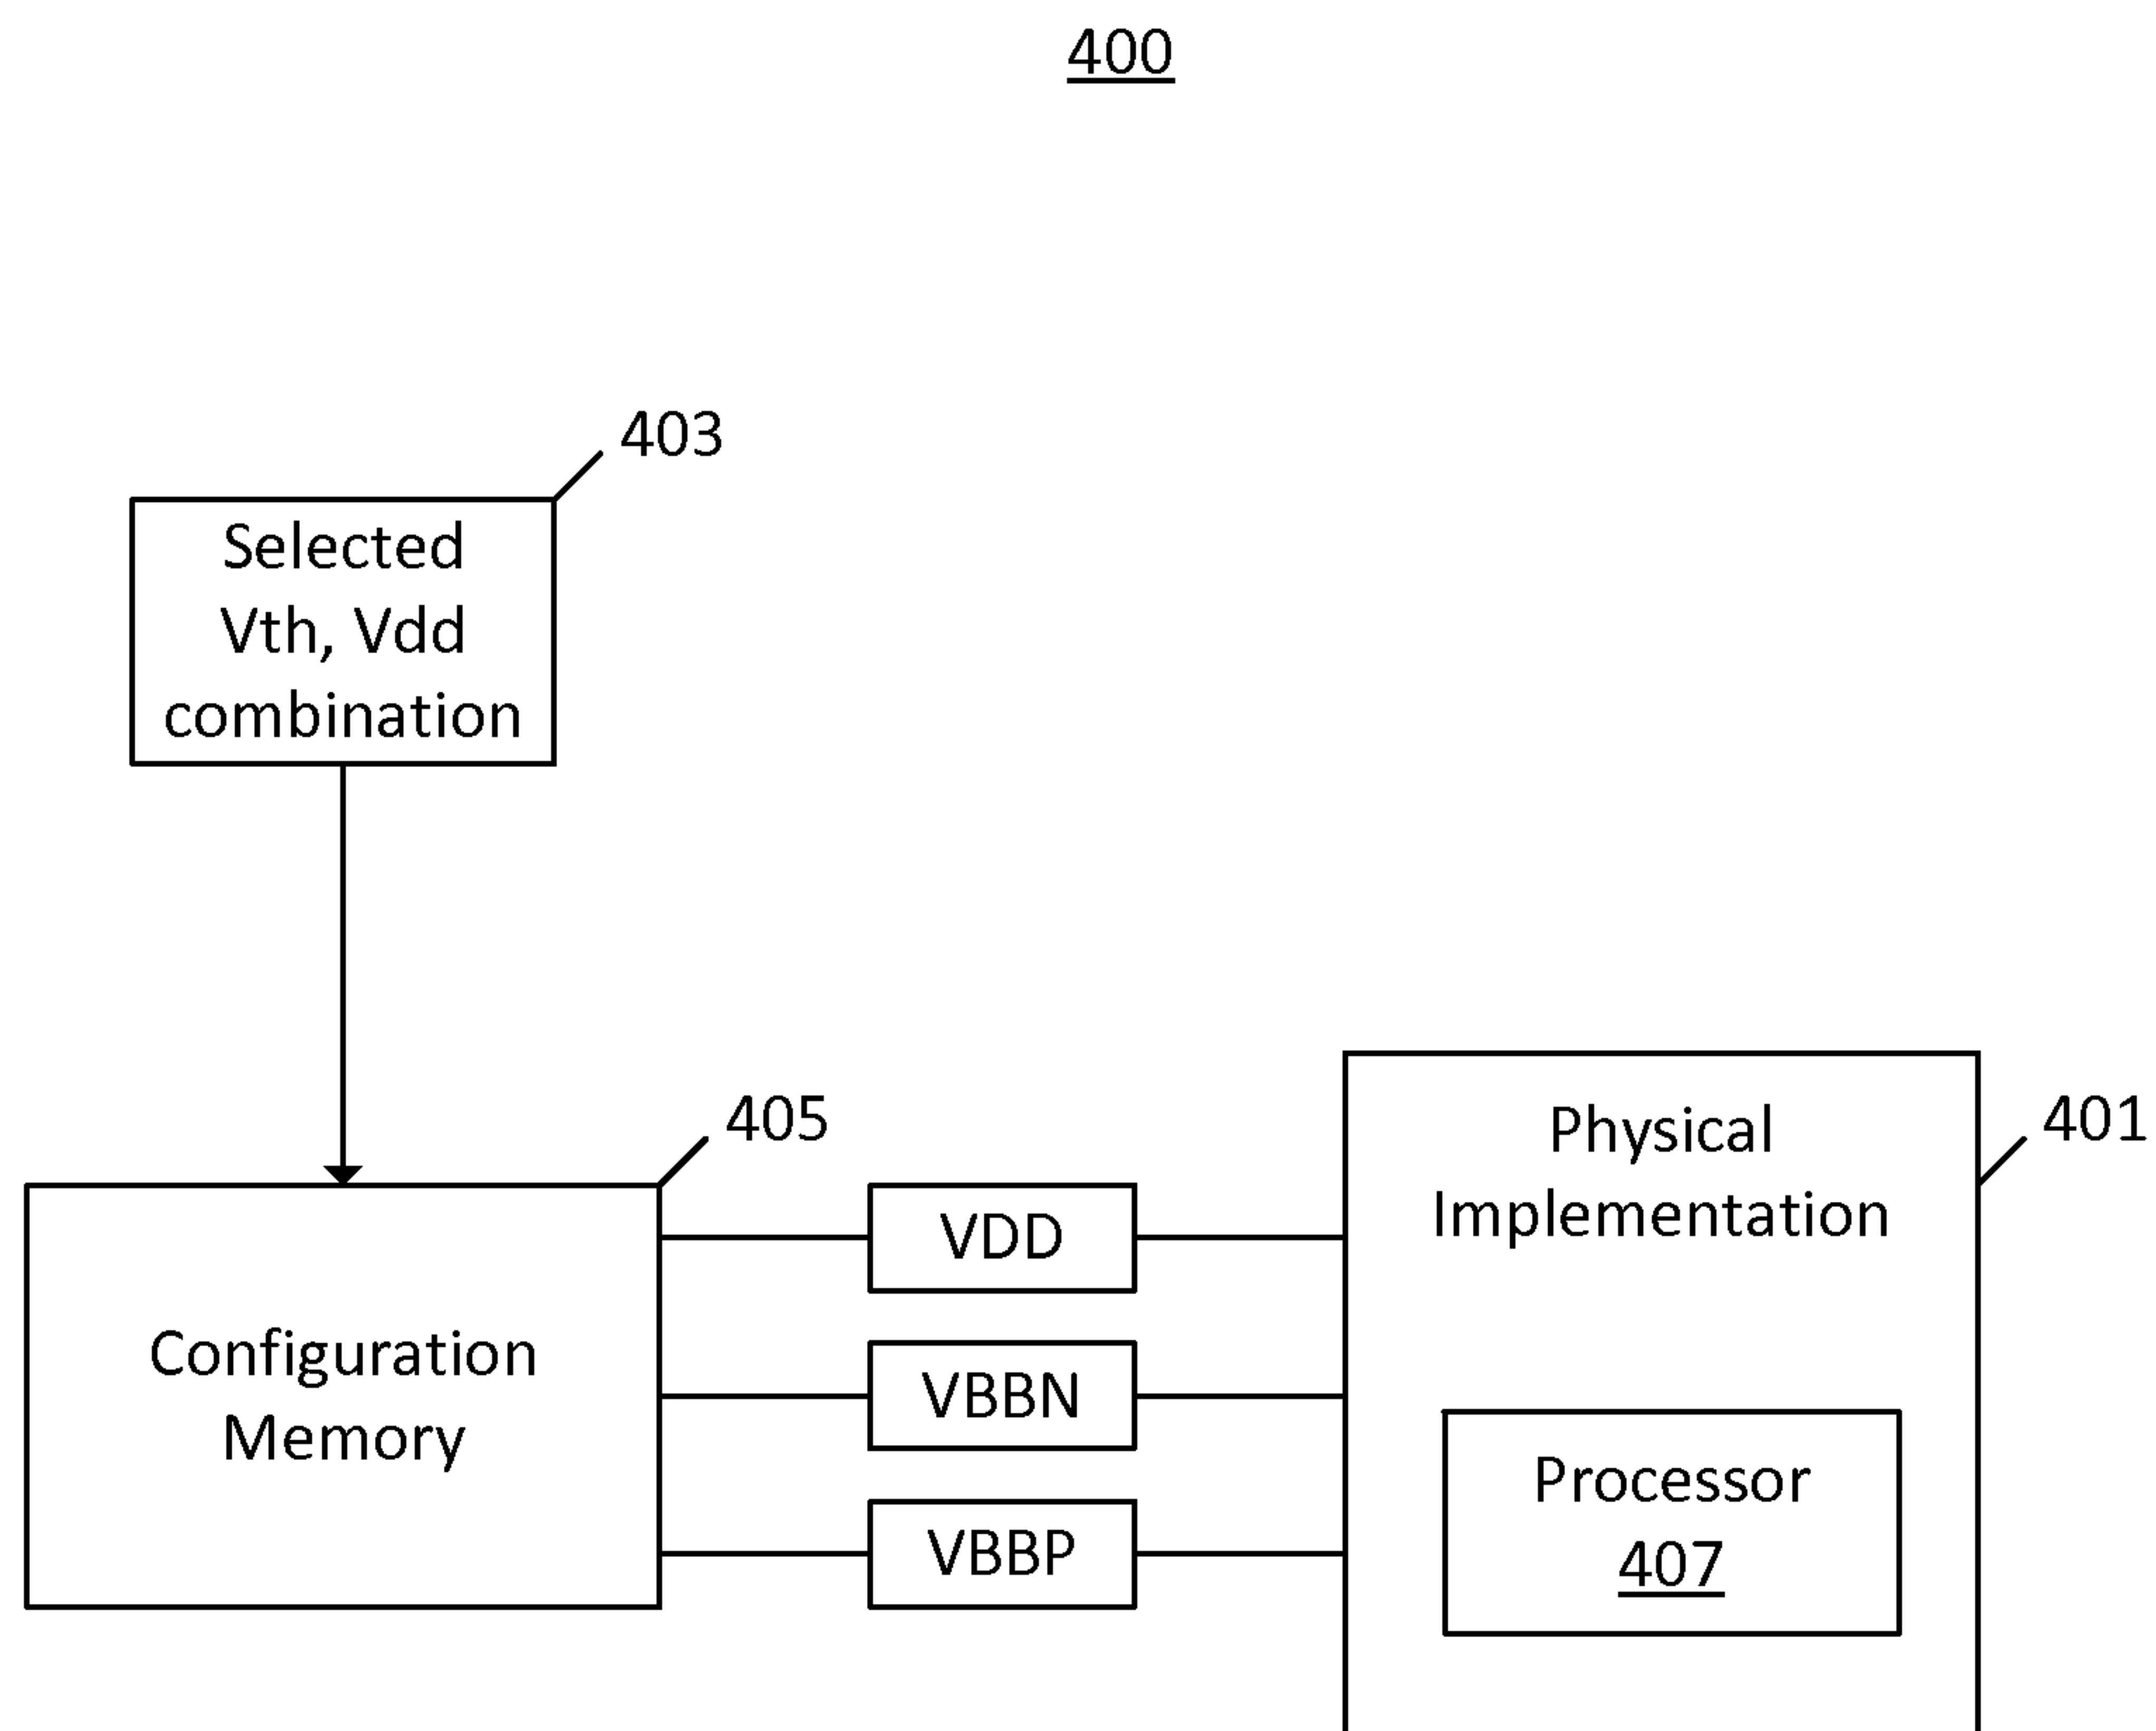 400
403
Selected
Vth, Vdd
combination
405
401
Physical
Implementation
VDD
Configuration
Memory
VBBN
VBBP
Processor
407